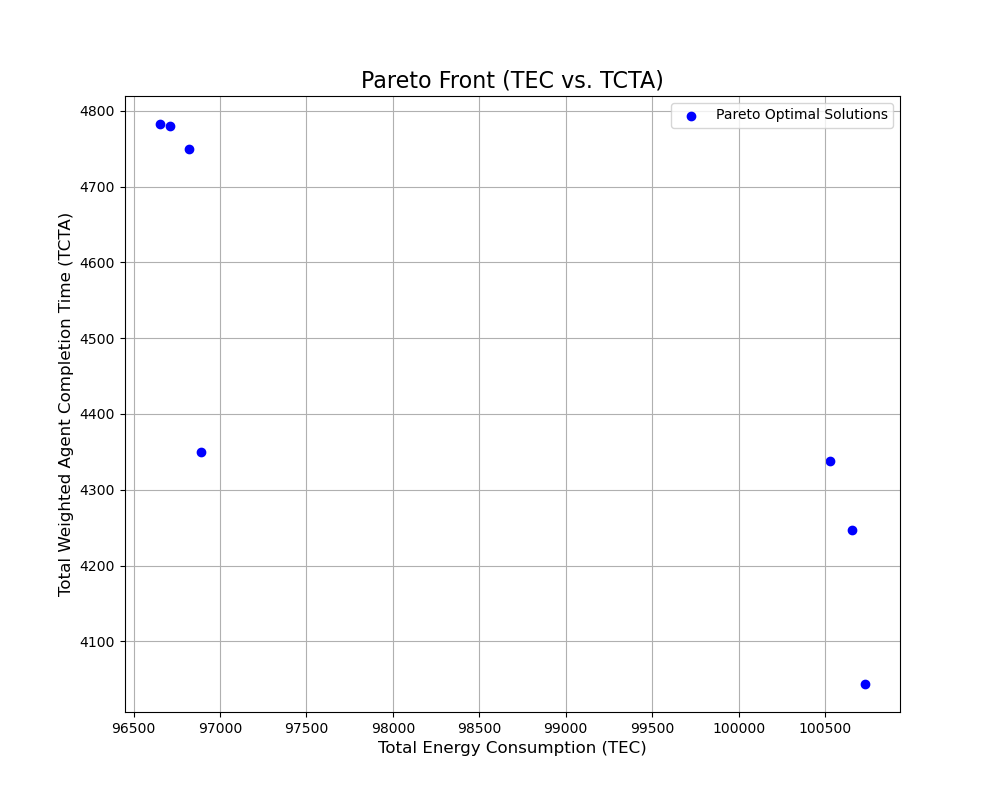 Pareto Front (TEC vs. TCTA)
Pareto Optimal Solutions
Total Weighted Agent Completion Time (TCTA)
4800
4700
4600
4500
4400
4300
4200
4100
96500 97000 97500 98000 98500 99000 99500 100000 100500
Total Energy Consumption (TEC)